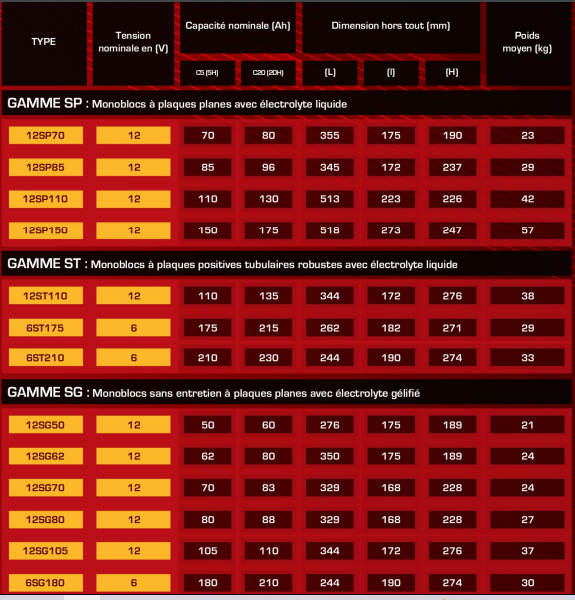 TYPE Tension nominale en (V) Capacité nominale (Ah) Dimension hors tout (mm) Poids moyen (kg)
C5 (5H) C20 (20H) (L) (l) (H)
GAMME SP : Monoblocs à plaques planes avec électrolyte liquide
12SP70 12 70 80 355 175 190 23
12SP85 12 85 96 345 172 237 29
12SP110 12 110 130 513 223 226 42
12SP150 12 150 175 518 273 247 57
GAMME ST : Monoblocs à plaques positives tubulaires robustes avec électrolyte liquide
12ST110 12 110 135 344 172 276 38
6ST175 6 175 215 262 182 271 29
6ST210 6 210 230 244 190 274 33
GAMME SG : Monoblocs sans entretien à plaques planes avec électrolyte gélifié
12SG50 12 50 60 276 175 189 21
12SG62 12 62 80 350 175 189 24
12SG70 12 70 83 329 168 228 24
12SG80 12 80 88 329 168 228 27
12SG105 12 105 110 344 172 276 37
6SG180 6 180 210 244 190 274 30